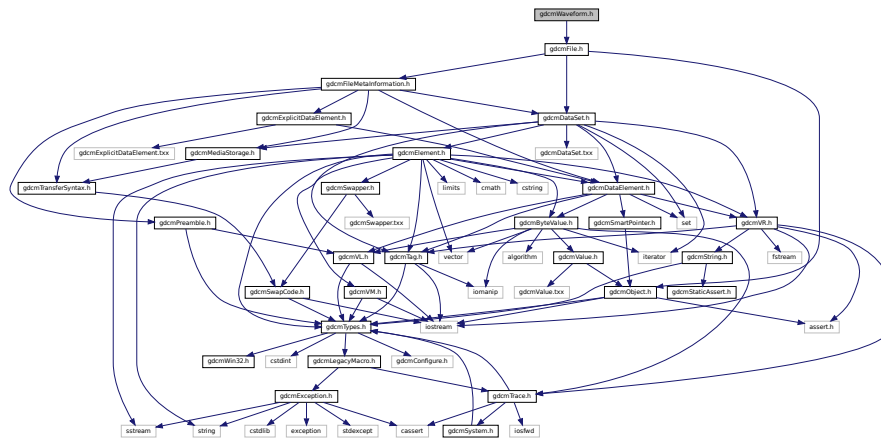 gdcmWaveform.h
gdcmFile.h
gdcmFileMetaInformation.h
gdcmExplicitDataElement.h
gdcmDataSet.h
gdcmExplicitDataElement.txx
gdcmMediaStorage.h
gdcmElement.h
gdcmDataSet.txx
gdcmTransferSyntax.h
gdcmSwapper.h
limits
cmath
cstring
gdcmDataElement.h
gdcmPreamble.h
gdcmSwapper.txx
gdcmByteValue.h
gdcmSmartPointer.h
set
gdcmVR.h
gdcmVL.h
gdcmTag.h
vector
algorithm
gdcmValue.h
iterator
gdcmString.h
fstream
gdcmSwapCode.h
gdcmVM.h
iomanip
gdcmValue.txx
gdcmObject.h
gdcmStaticAssert.h
gdcmTypes.h
iostream
assert.h
gdcmWin32.h
cstdint
gdcmLegacyMacro.h
gdcmConfigure.h
gdcmException.h
gdcmTrace.h
sstream
string
cstdlib
exception
stdexcept
cassert
gdcmSystem.h
iosfwd